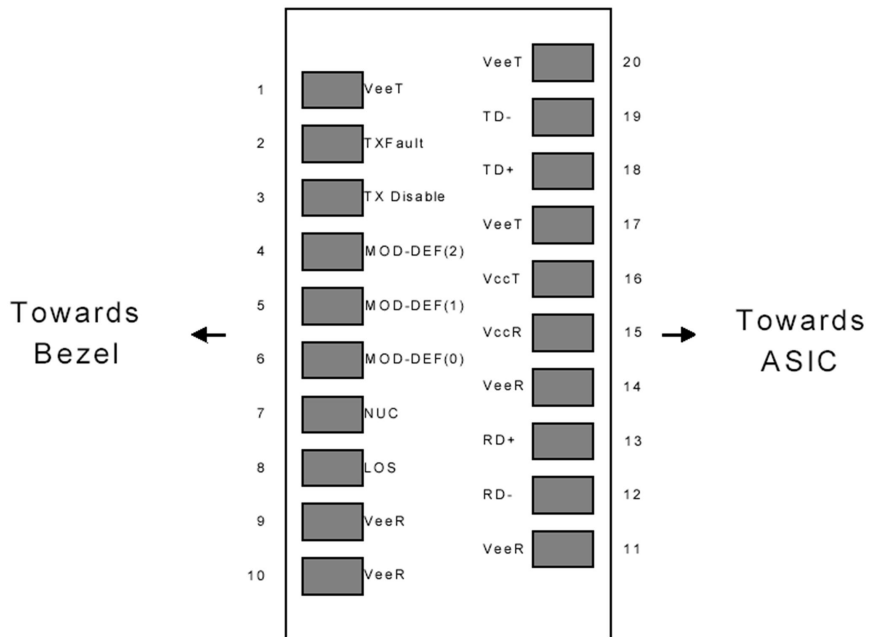 Towards
Bezel
1 VeeT
2 TXFault
3 TX Disable
4 MOD-DEF(2)
5 MOD-DEF(1)
6 MOD-DEF(0)
7 NUC
8 LOS
9 VeeR
10 VeeR
VeeT 20
TD- 19
TD+ 18
VeeT 17
VccT 16
VccR 15
VeeR 14
RD+ 13
RD- 12
VeeR 11
Towards
ASIC